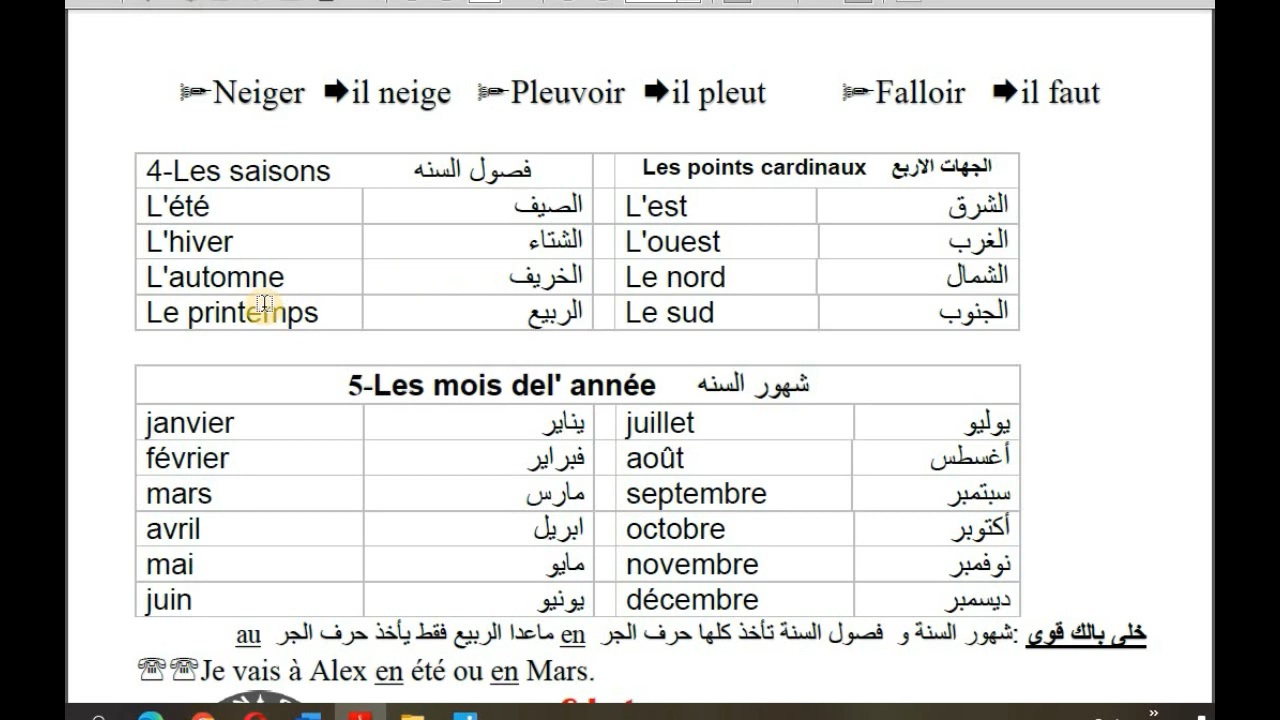 Neiger il neige Pleuvoir il pleut Falloir il faut
4-Les saisons فصول السنه Les points cardinaux الجهات الاربع
L'été الصيف L'est الشرق
L'hiver الشتاء L'ouest الغرب
L'automne الخريف Le nord الشمال
Le printemps الربيع Le sud الجنوب
5-Les mois del' année شهور السنه
janvier يناير juillet يوليو
février فبراير août أغسطس
mars مارس septembre سبتمبر
avril ابريل octobre أكتوبر
mai مايو novembre نوفمبر
juin يونيو décembre ديسمبر
خلى بالك قوى :شهور السنة و فصول السنة تأخذ كلها حرف الجر en ماعدا الربيع فقط يأخذ حرف الجر au
Je vais à Alex en été ou en Mars.